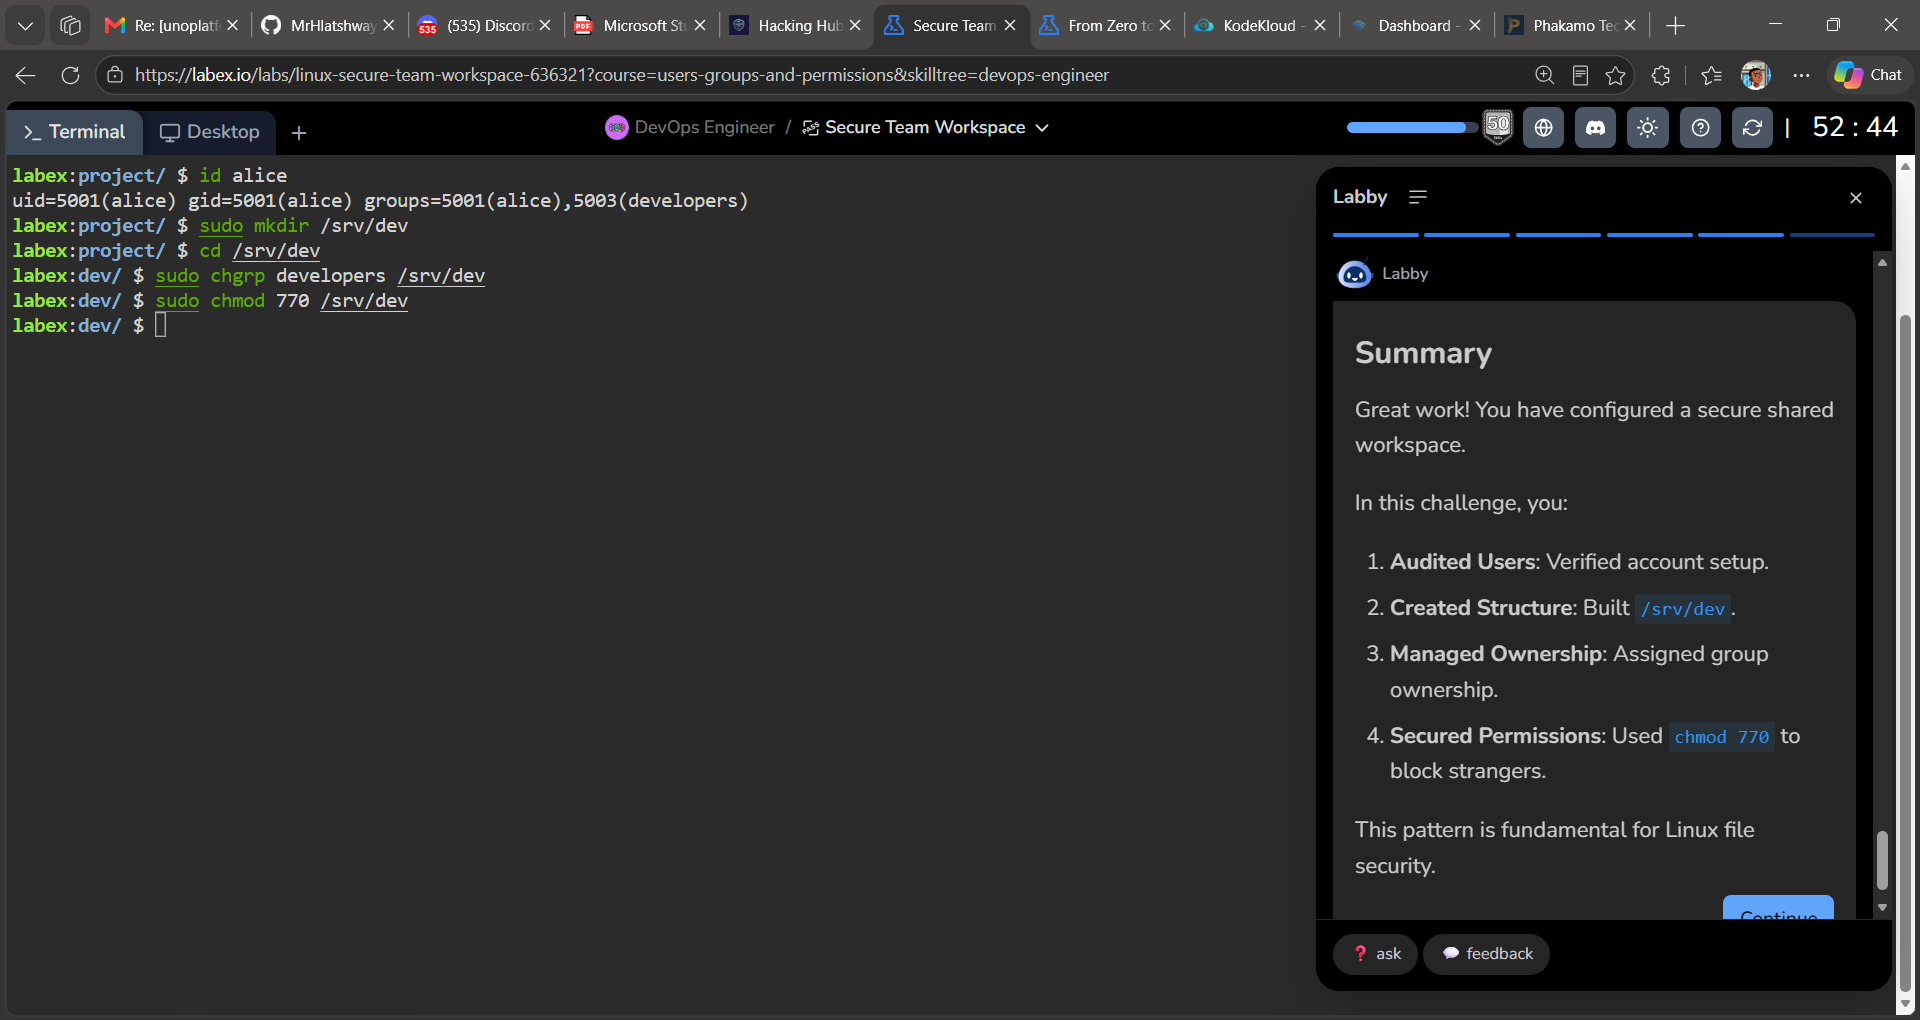 Re: [unoplatf
MrHlatshway
(535) Discord
Microsoft Stu
Hacking Hub
Secure Team
From Zero to
KodeKloud -
Dashboard -
Phakamo Tec
https://labex.io/labs/linux-secure-team-workspace-636321?course=users-groups-and-permissions&skilltree=devops-engineer
Chat
>_ Terminal
Desktop
DevOps Engineer / Secure Team Workspace
50
52 : 44
labex:project/ $ id alice
uid=5001(alice) gid=5001(alice) groups=5001(alice),5003(developers)
labex:project/ $ sudo mkdir /srv/dev
labex:project/ $ cd /srv/dev
labex:dev/ $ sudo chgrp developers /srv/dev
labex:dev/ $ sudo chmod 770 /srv/dev
labex:dev/ $
Labby
Labby
Summary
Great work! You have configured a secure shared
workspace.
In this challenge, you:
1. Audited Users: Verified account setup.
2. Created Structure: Built /srv/dev.
3. Managed Ownership: Assigned group
ownership.
4. Secured Permissions: Used chmod 770 to
block strangers.
This pattern is fundamental for Linux file
security.
Continue
❓ ask
💬 feedback